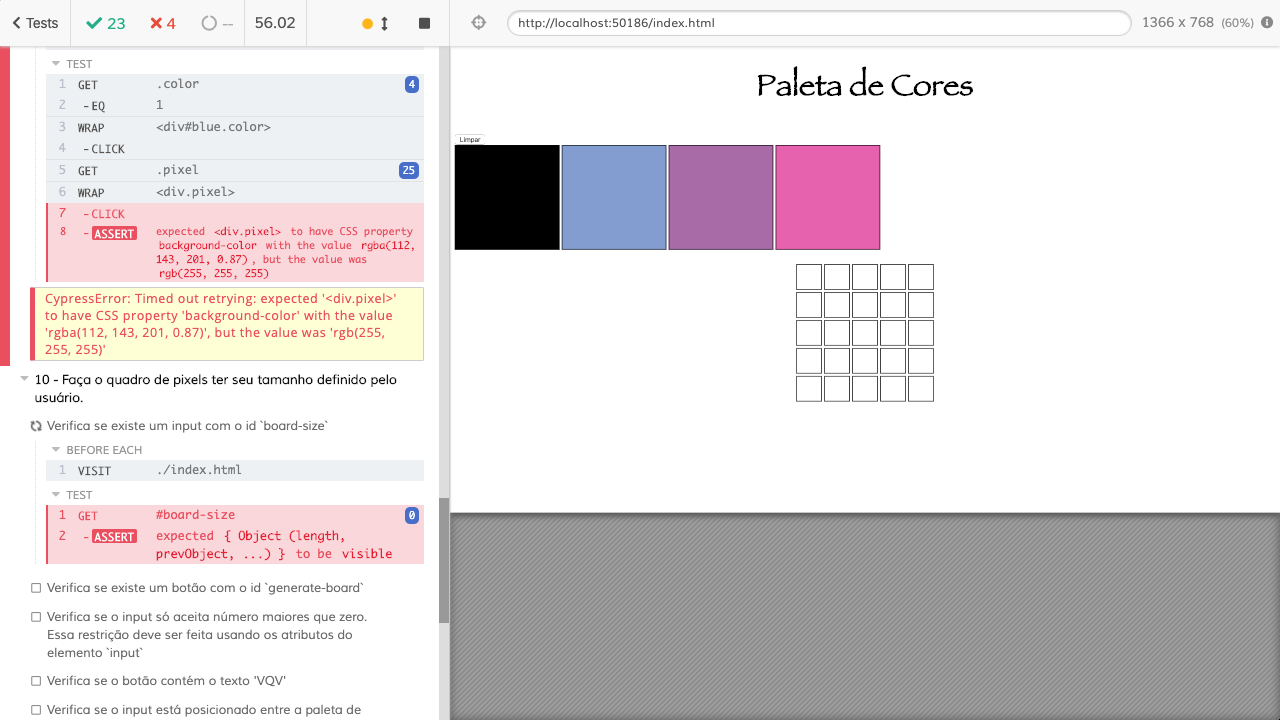 Tests 23 4 -- 56.02 http://localhost:50186/index.html 1366 x 768 (60%)
TEST
1 GET .color 4
2 -EQ 1
3 WRAP <div#blue.color>
4 -CLICK
5 GET .pixel 25
6 WRAP <div.pixel>
7 -CLICK
8 -ASSERT expected <div.pixel> to have CSS property
background-color with the value rgba(112,
143, 201, 0.87), but the value was
rgb(255, 255, 255)
CypressError: Timed out retrying: expected '<div.pixel>'
to have CSS property 'background-color' with the value
'rgba(112, 143, 201, 0.87)', but the value was 'rgb(255,
255, 255)'
10 - Faça o quadro de pixels ter seu tamanho definido pelo
usuário.
Verifica se existe um input com o id `board-size`
BEFORE EACH
1 VISIT ./index.html
TEST
1 GET #board-size 0
2 -ASSERT expected { Object (length,
prevObject, ...) } to be visible
Verifica se existe um botão com o id `generate-board`
Verifica se o input só aceita número maiores que zero.
Essa restrição deve ser feita usando os atributos do
elemento `input`
Verifica se o botão contém o texto 'VQV'
Verifica se o input está posicionado entre a paleta de
Paleta de Cores
Limpar